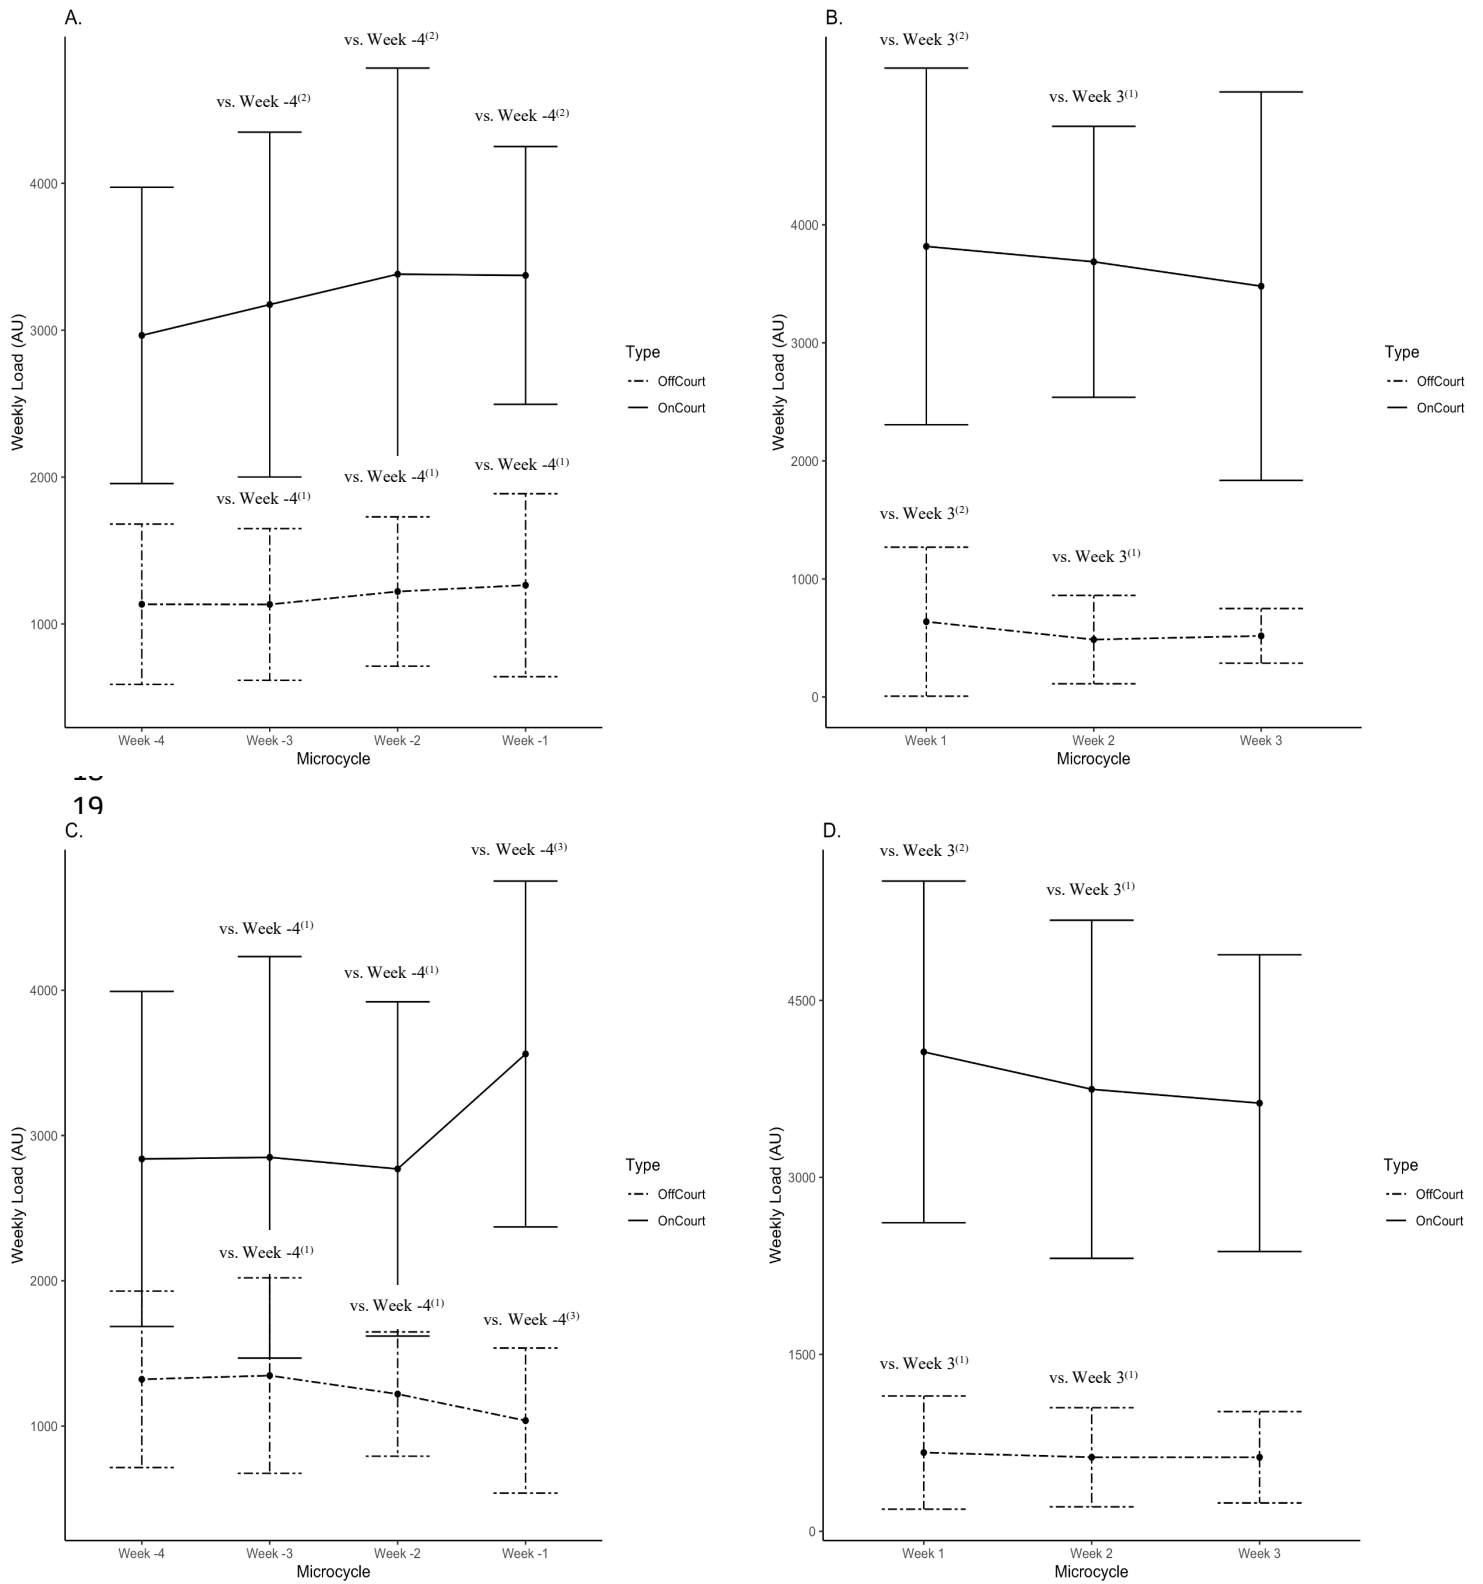 A.
vs. Week -4(2)
vs. Week -4(2)
vs. Week -4(2)
4000
3000
2000
1000
Weekly Load (AU)
vs. Week -4(1)
vs. Week -4(1)
vs. Week -4(1)
Week -4 Week -3 Week -2 Week -1
Microcycle
Type
OffCourt
OnCourt
B.
vs. Week 3(2)
vs. Week 3(1)
4000
3000
2000
1000
0
Weekly Load (AU)
vs. Week 3(2)
vs. Week 3(1)
Week 1 Week 2 Week 3
Microcycle
Type
OffCourt
OnCourt
19
C.
vs. Week -4(3)
vs. Week -4(1)
vs. Week -4(1)
4000
3000
2000
1000
Weekly Load (AU)
vs. Week -4(1)
vs. Week -4(1)
vs. Week -4(3)
Week -4 Week -3 Week -2 Week -1
Microcycle
Type
OffCourt
OnCourt
D.
vs. Week 3(2)
vs. Week 3(1)
4500
3000
1500
0
Weekly Load (AU)
vs. Week 3(1)
vs. Week 3(1)
Week 1 Week 2 Week 3
Microcycle
Type
OffCourt
OnCourt